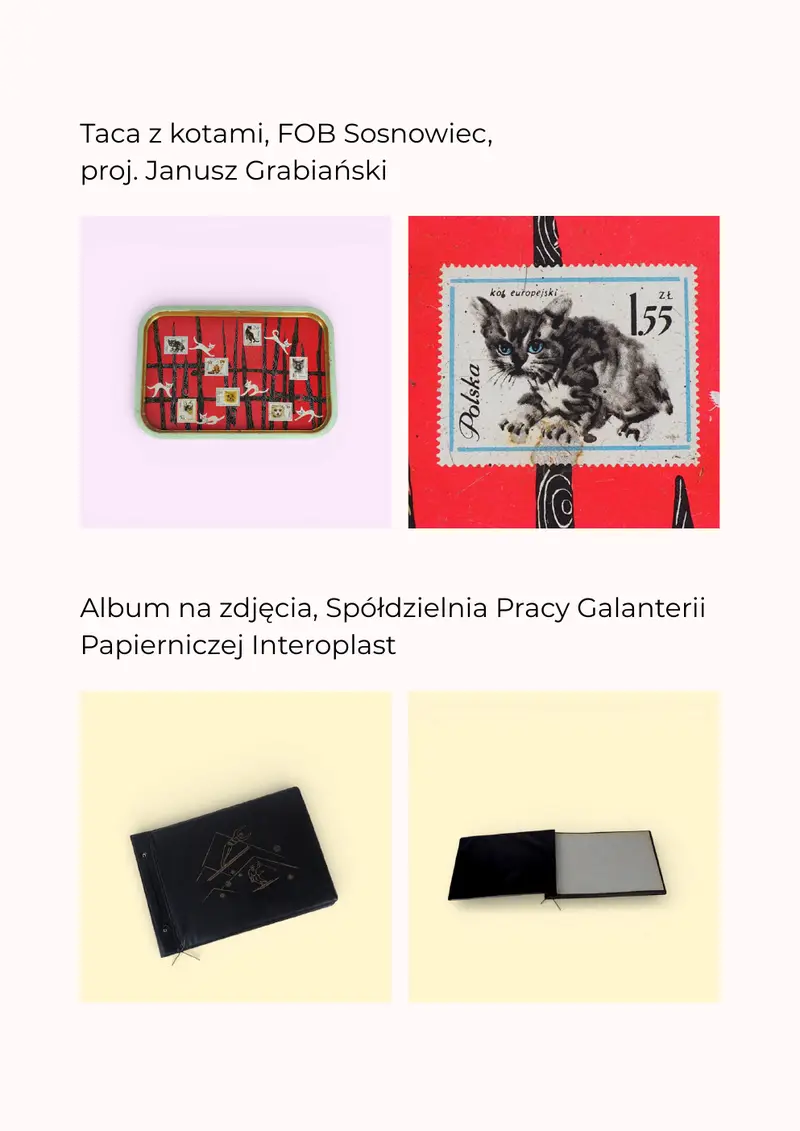 Taca z kotami, FOB Sosnowiec,
proj. Janusz Grabiański
kot europejski
1.55 ZŁ
Polska
Album na zdjęcia, Spółdzielnia Pracy Galanterii
Papierniczej Interoplast